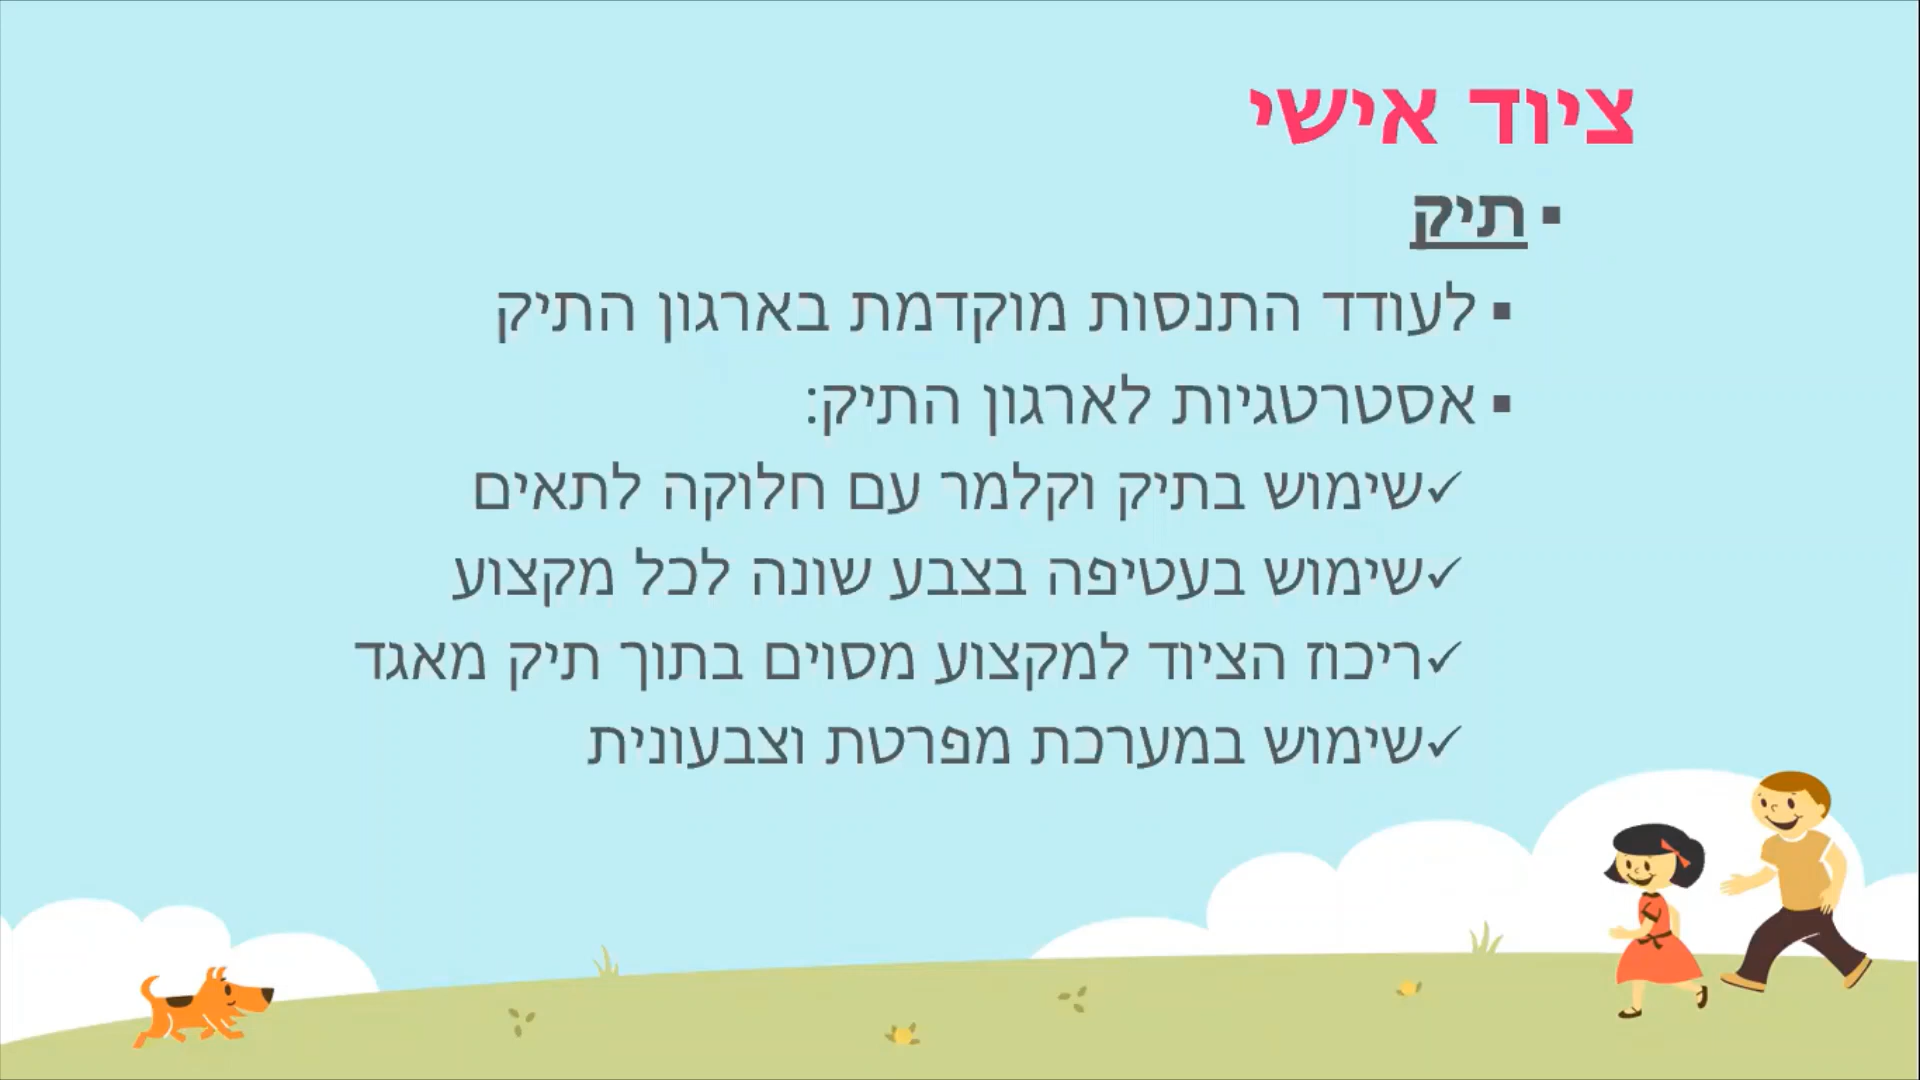 ציוד אישי
▪ תיק
▪ לעודד התנסות מוקדמת בארגון התיק
▪ אסטרטגיות לארגון התיק:
✓שימוש בתיק וקלמר עם חלוקה לתאים
✓שימוש בעטיפה בצבע שונה לכל מקצוע
✓ריכוז הציוד למקצוע מסוים בתוך תיק מאגד
✓שימוש במערכת מפרטת וצבעונית